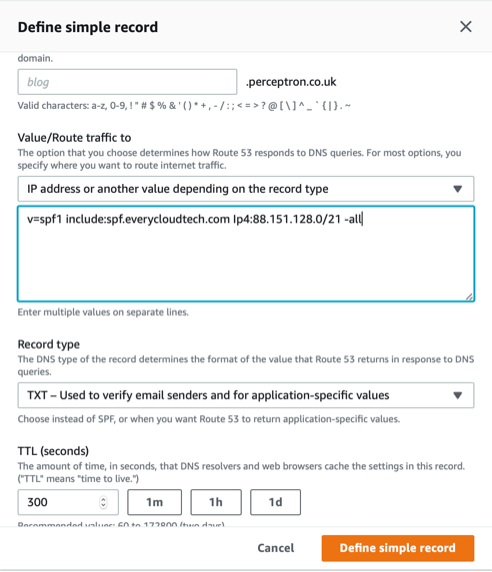 Define simple record
domain.
blog
.perceptron.co.uk
Valid characters: a-z, 0-9, ! " # $ % & ' ( ) * + , - / : ; < = > ? @ [ \ ] ^ _ ` { | } . ~
Value/Route traffic to
The option that you choose determines how Route 53 responds to DNS queries. For most options, you
specify where you want to route internet traffic.
IP address or another value depending on the record type
v=spf1 include:spf.everycloudtech.com Ip4:88.151.128.0/21 -all
Enter multiple values on separate lines.
Record type
The DNS type of the record determines the format of the value that Route 53 returns in response to DNS
queries.
TXT – Used to verify email senders and for application-specific values
Choose instead of SPF, or when you want Route 53 to return application-specific values.
TTL (seconds)
The amount of time, in seconds, that DNS resolvers and web browsers cache the settings in this record.
("TTL" means "time to live.")
300
1m
1h
1d
Recommended values: 60 to 172800 (two days)
Cancel
Define simple record